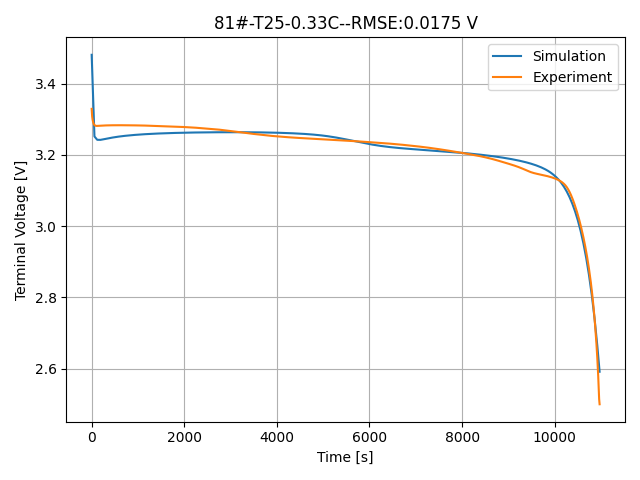 81#-T25-0.33C--RMSE:0.0175 V
Simulation
Experiment
Terminal Voltage [V]
3.4
3.2
3.0
2.8
2.6
0 2000 4000 6000 8000 10000
Time [s]